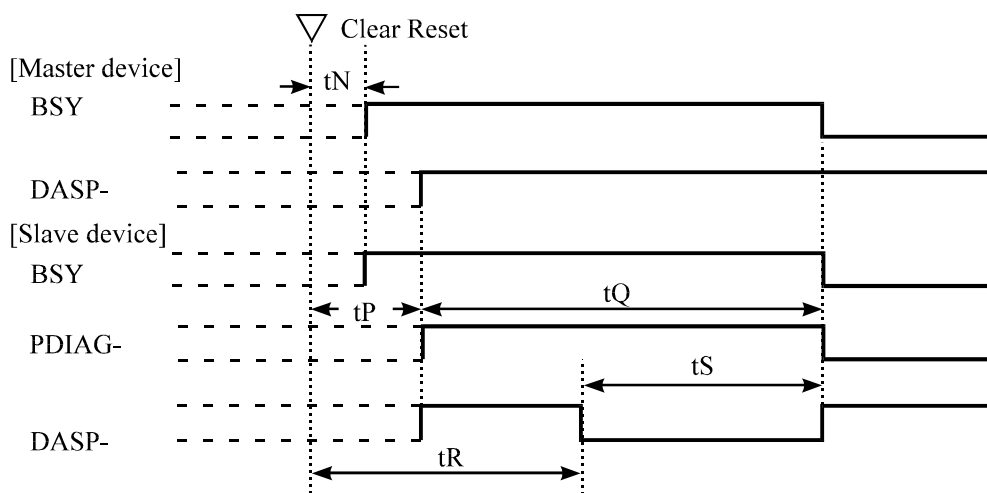 Clear Reset
[Master device]
tN
BSY
DASP-
[Slave device]
BSY
tP
tQ
PDIAG-
tS
DASP-
tR